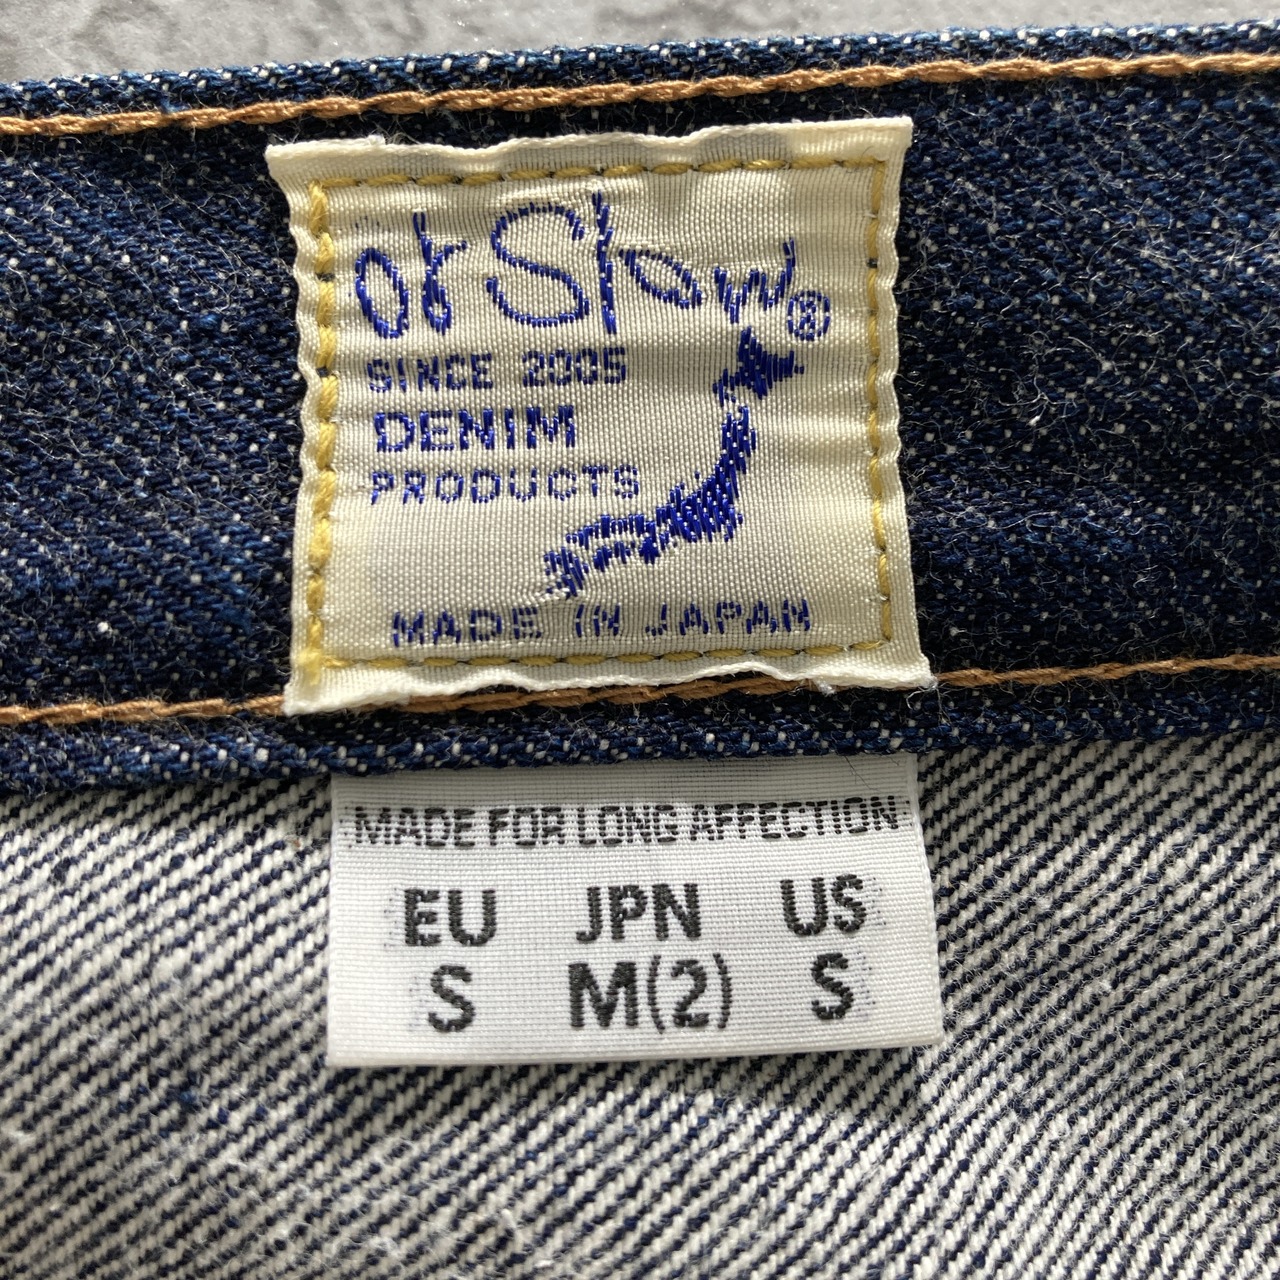 orSlow®
SINCE 2005
DENIM
PRODUCTS
MADE IN JAPAN
MADE FOR LONG AFFECTION
EU JPN US
S M(2) S